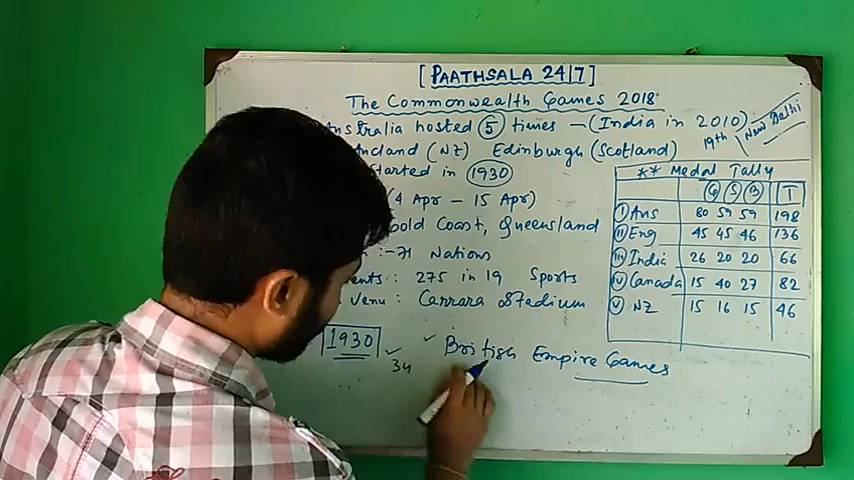 [PAATHSALA 24|7]
The Commonwealth Games 2018
Australia hosted 5 times — (India in 2010)
19th New Delhi
ckland (NZ) Edinburgh (Scotland)
Started in 1930
(4 Apr — 15 Apr)
old Coast, Queensland
:- 71 Nations
ents : 275 in 19 Sports
Venu : Carrara Stadium
** Medal Tally
G S B T
I Aus 80 59 59 198
II Eng 45 45 46 136
III India 26 20 20 66
IV Canada 15 40 27 82
V NZ 15 16 15 46
1930 34
British Empire Games